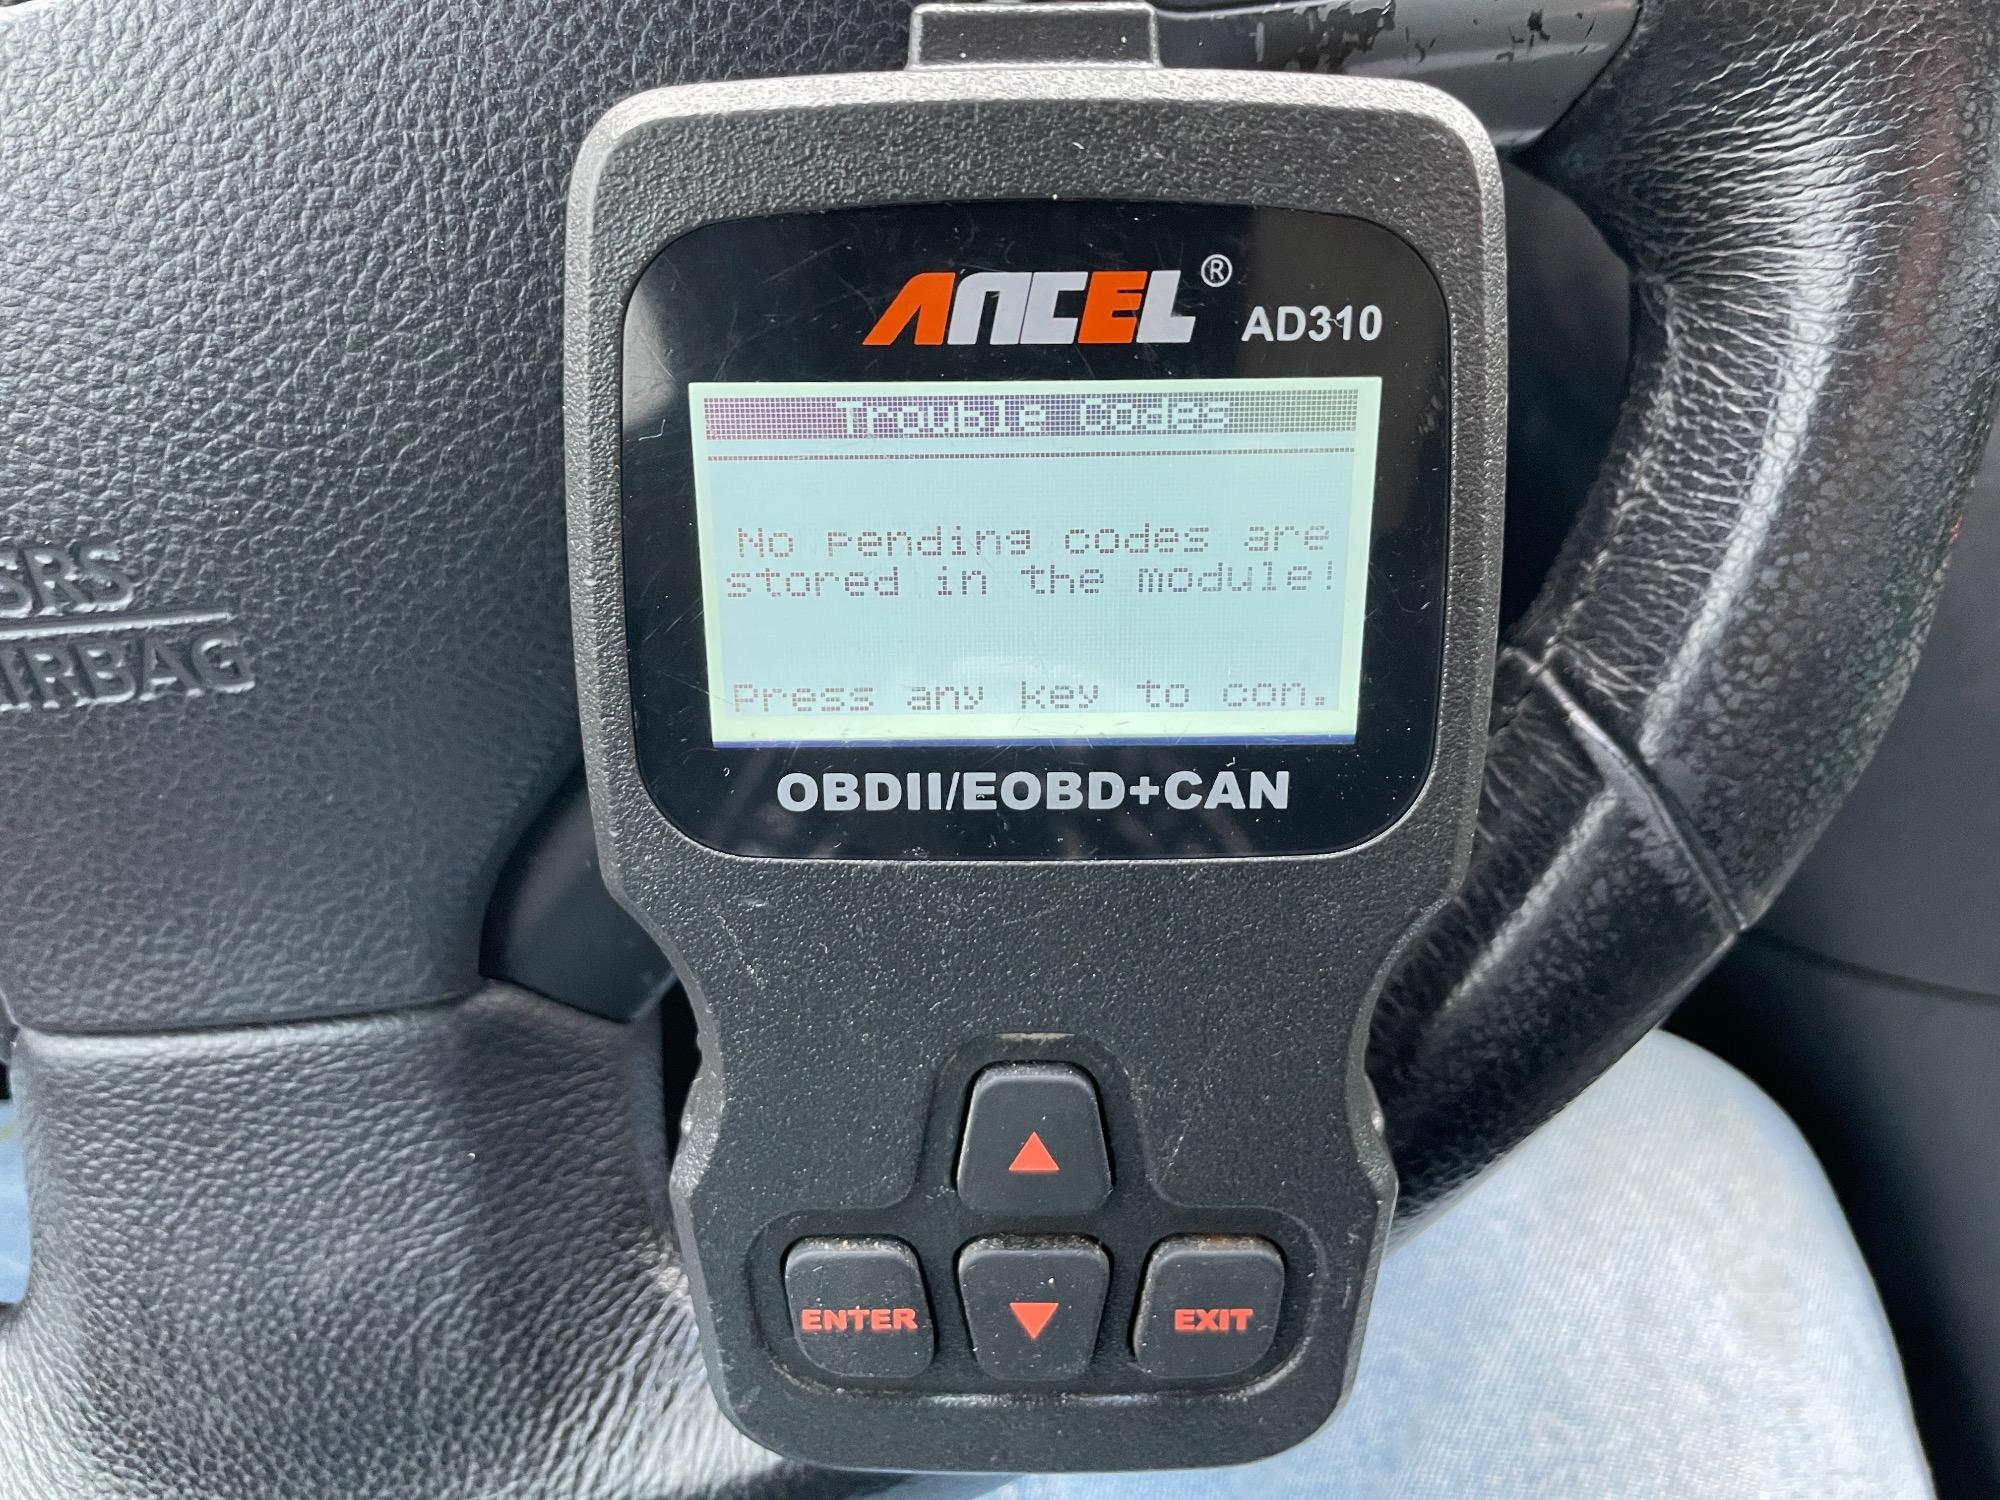 SRS
AIRBAG
ANCEL®
AD310
Trouble Codes
No pending codes are
stored in the module!
Press any key to con.
OBDII/EOBD+CAN
ENTER
EXIT